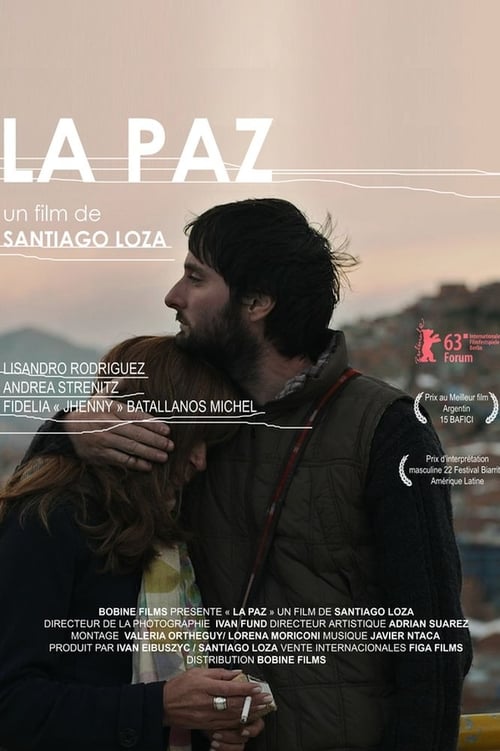 LA PAZ
un film de
SANTIAGO LOZA
LISANDRO RODRIGUEZ
ANDREA STRENITZ
FIDELIA « JHENNY » BATALLANOS MICHEL
63 Internationale
Filmfestspiele
Berlin
Forum
Prix au Meilleur film
Argentin
15 BAFICI
Prix d'interprétation
masculine 22 Festival Biarritz
Amérique Latine
BOBINE FILMS PRESENTE « LA PAZ » UN FILM DE SANTIAGO LOZA
DIRECTEUR DE LA PHOTOGRAPHIE IVAN FUND DIRECTEUR ARTISTIQUE ADRIAN SUAREZ
MONTAGE VALERIA ORTHEGUY/ LORENA MORICONI MUSIQUE JAVIER NTACA
PRODUIT PAR IVAN EIBUSZYC / SANTIAGO LOZA VENTE INTERNACIONALES FIGA FILMS
DISTRIBUTION BOBINE FILMS